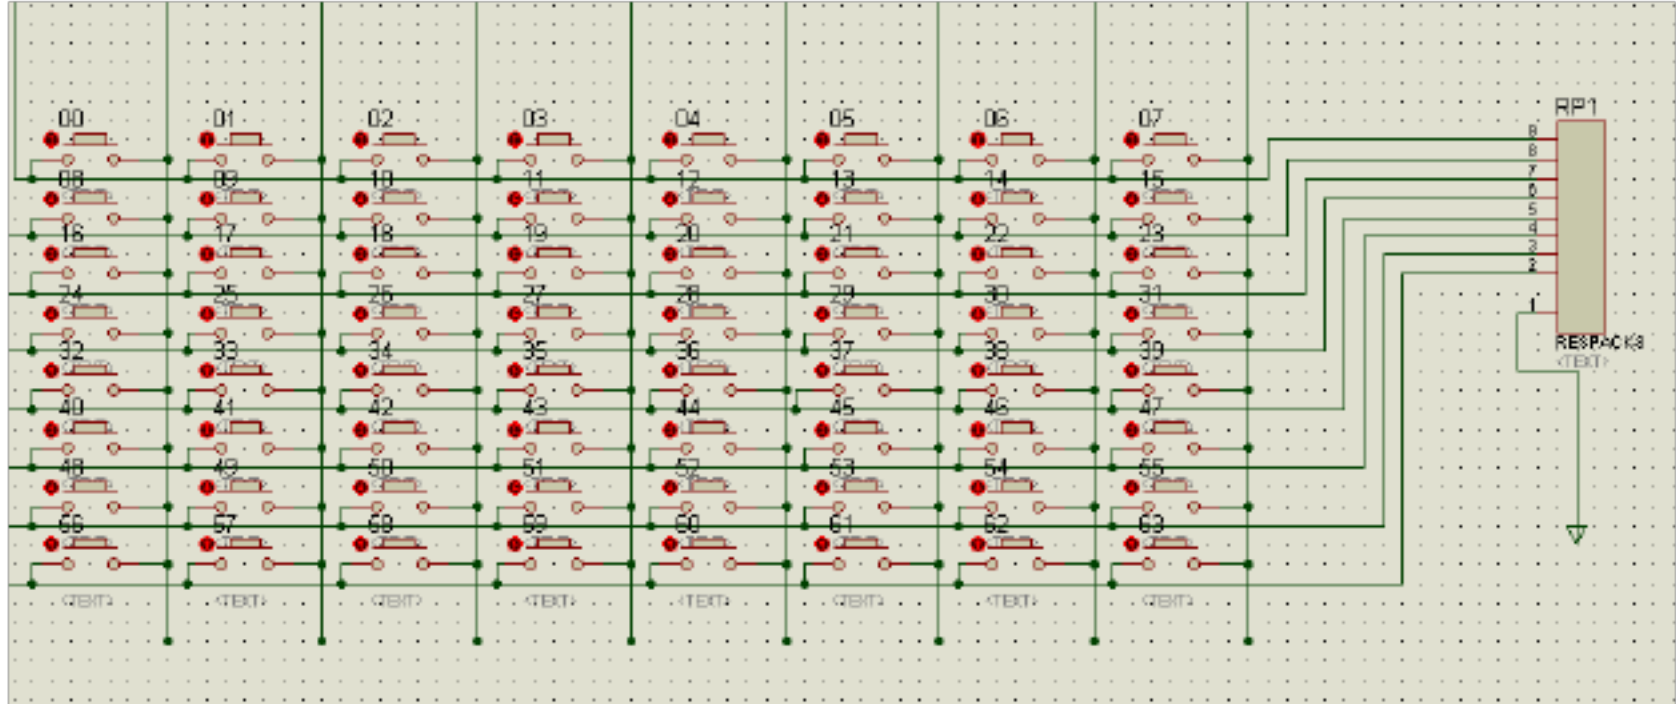 00 01 02 03 04 05 06 07
RP1
9
8
08 09 10 11 12 13 14 15
7
6
5
16 17 18 19 20 21 22 23
4
3
2
24 25 26 27 28 29 30 31
1
RESPACK8
32 33 34 35 36 37 38 39
<TEXT>
40 41 42 43 44 45 46 47
48 49 50 51 52 53 54 55
57 60 61 62 63
<TEXT> <TEXT> <TEXT> <TEXT> <TEXT> <TEXT> <TEXT> <TEXT>